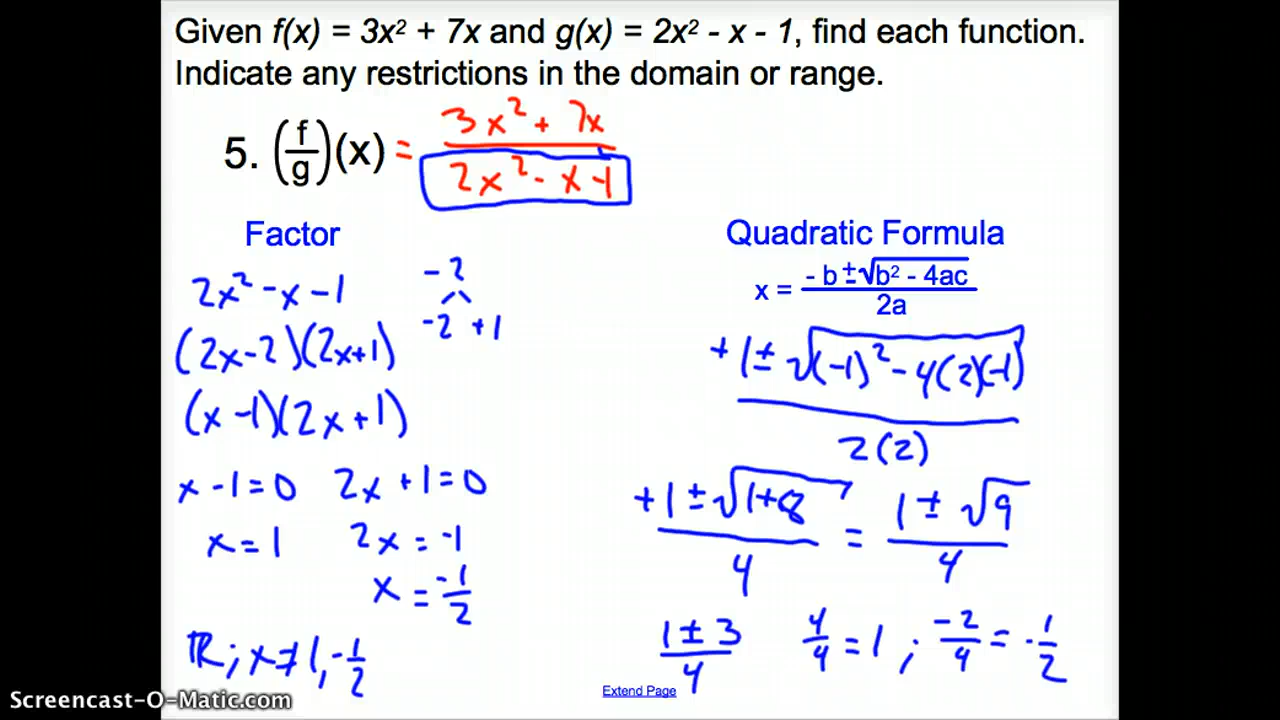 Given f(x) = 3x² + 7x and g(x) = 2x² - x - 1, find each function.
Indicate any restrictions in the domain or range.
5. (f/g)(x) = (3x² + 7x)/(2x² - x - 1)
Factor
2x² - x - 1
-2
-2 +1
(2x-2)(2x+1)
(x-1)(2x+1)
x-1=0 2x+1=0
x=1 2x=-1
x=-1/2
ℝ; x≠1, -1/2
Quadratic Formula
x = (-b ± √(b² - 4ac))/2a
(+1 ± √((-1)² - 4(2)(-1)))/2(2)
(+1 ± √(1+8))/4 = (1 ± √9)/4
(1 ± 3)/4 4/4 = 1 ; -2/4 = -1/2
Extend Page
Screencast-O-Matic.com